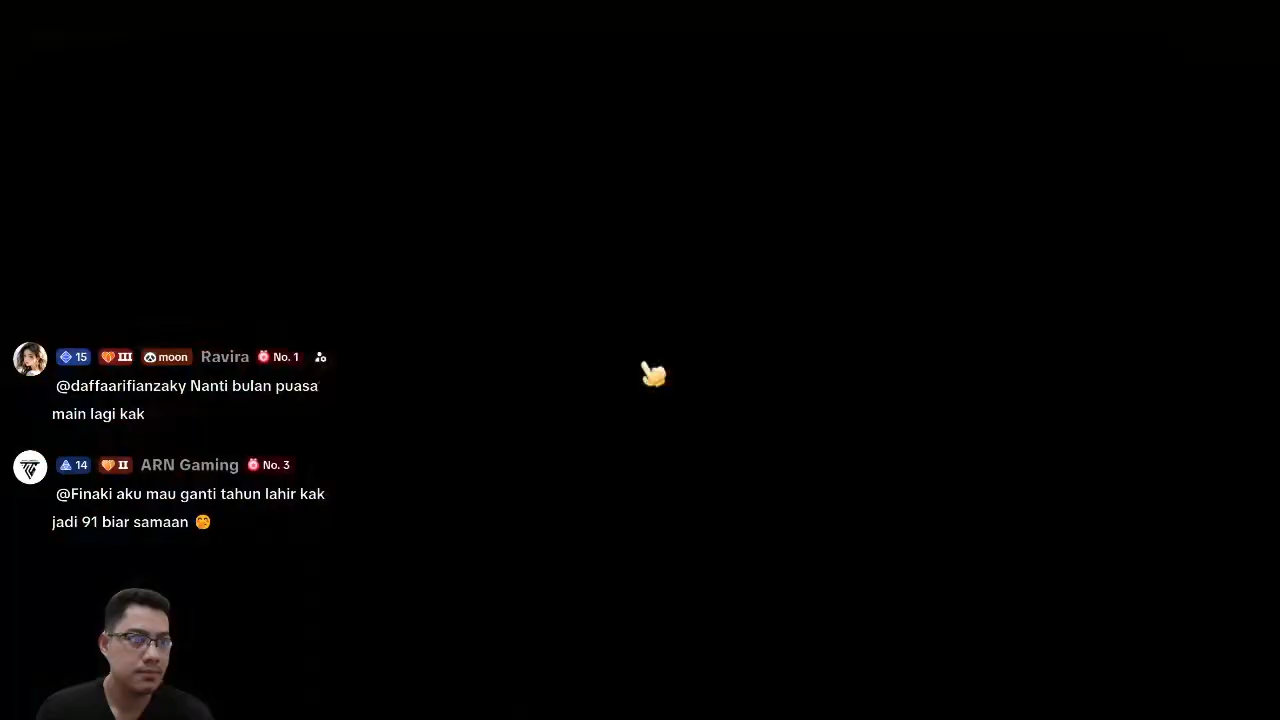 15 III moon Ravira No. 1
@daffaarifianzaky Nanti bulan puasa
main lagi kak
14 II ARN Gaming No. 3
@Finaki aku mau ganti tahun lahir kak
jadi 91 biar samaan 🤭